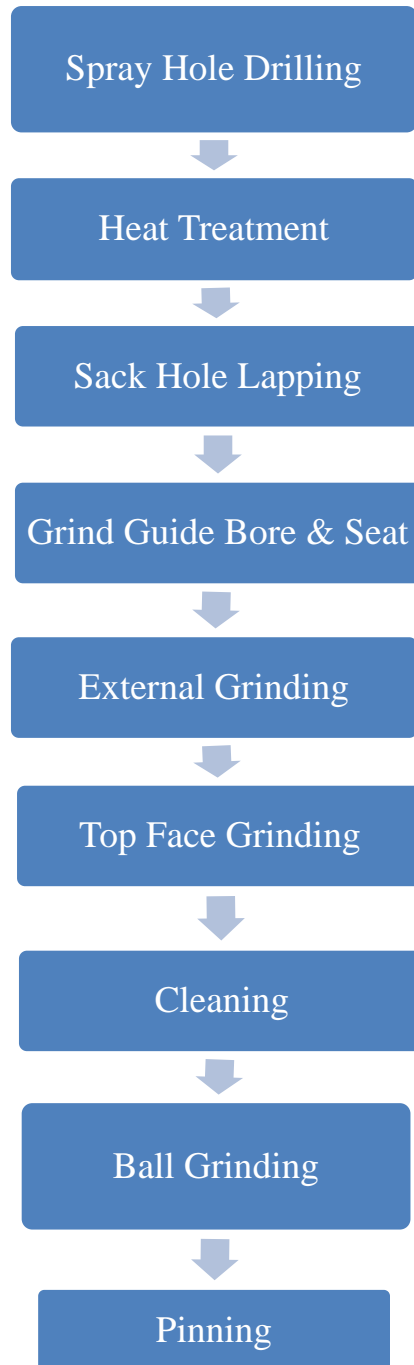 Spray Hole Drilling
Heat Treatment
Sack Hole Lapping
Grind Guide Bore & Seat
External Grinding
Top Face Grinding
Cleaning
Ball Grinding
Pinning